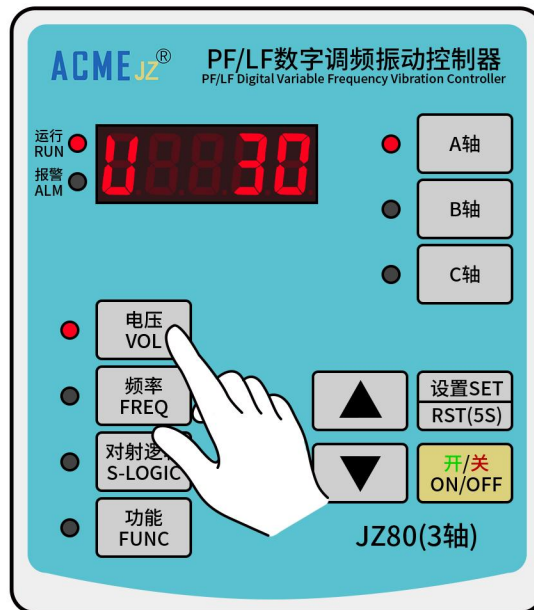 ACME JZ®
PF/LF数字调频振动控制器
PF/LF Digital Variable Frequency Vibration Controller
运行
RUN
报警
ALM
U 30
A轴
B轴
C轴
电压
VOL
频率
FREQ
对射逻
S-LOGIC
功能
FUNC
设置SET
RST(5S)
开/关
ON/OFF
JZ80(3轴)